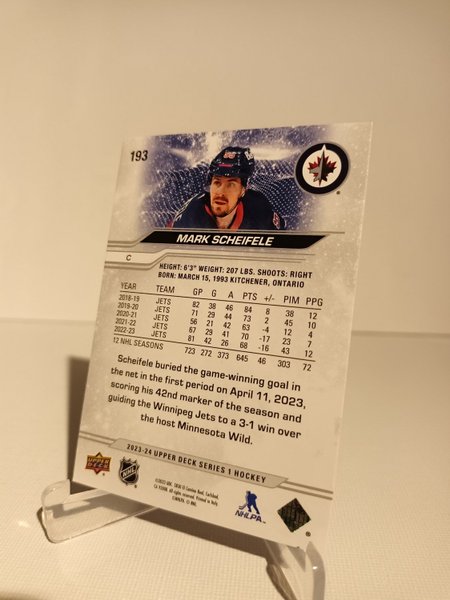 193
MARK SCHEIFELE
C
HEIGHT: 6'3" WEIGHT: 207 LBS. SHOOTS: RIGHT
BORN: MARCH 15, 1993 KITCHENER, ONTARIO
YEAR TEAM GP G A PTS +/- PIM PPG
2018-19 JETS 82 38 46 84 8 38 12
2019-20 JETS 71 29 44 73 2 45 10
2020-21 JETS 56 21 42 63 -4 12 4
2021-22 JETS 67 29 41 70 -17 23 7
2022-23 JETS 81 42 26 68 -16 43 12
12 NHL SEASONS 723 272 373 645 46 303 72
Scheifele buried the game-winning goal in
the net in the first period on April 11, 2023,
scoring his 42nd marker of the season and
guiding the Winnipeg Jets to a 3-1 win over
the host Minnesota Wild.
2023-24 UPPER DECK SERIES 1 HOCKEY
UPPER DECK
NHL
NHLPA